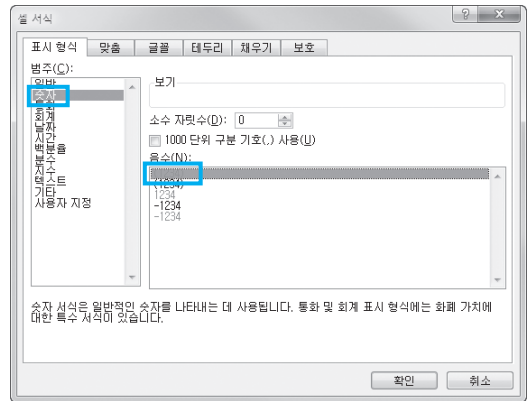 셀 서식
표시 형식 맞춤 글꼴 테두리 채우기 보호
범주(C):
일반
숫자
통화
회계
날짜
시간
백분율
분수
지수
텍스트
기타
사용자 지정
보기
소수 자릿수(D): 0
1000 단위 구분 기호(,) 사용(U)
음수(N):
(1234)
1234
-1234
-1234
숫자 서식은 일반적인 숫자를 나타내는 데 사용됩니다. 통화 및 회계 표시 형식에는 화폐 가치에
대한 특수 서식이 있습니다.
확인 취소